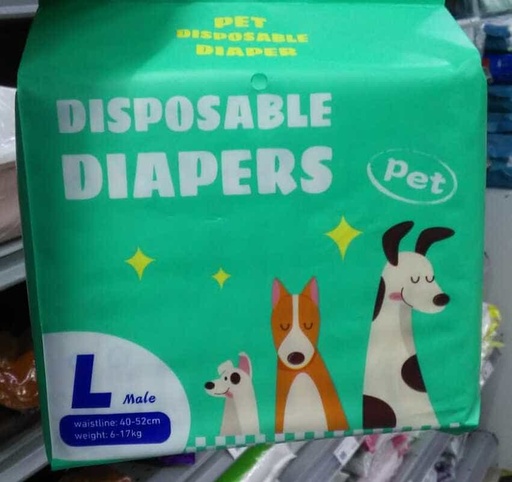 PET
DISPOSABLE
DIAPER
DISPOSABLE
DIAPERS
pet
L Male
waistline: 40-52cm
weight: 6-17kg